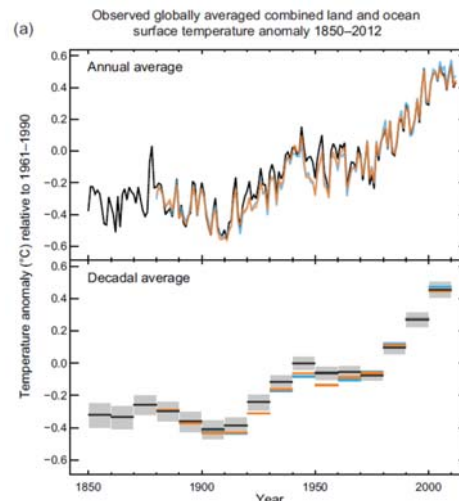 Observed globally averaged combined land and ocean
(a) surface temperature anomaly 1850–2012
Annual average
0.6
0.4
0.2
0.0
−0.2
−0.4
−0.6
Temperature anomaly (°C) relative to 1961–1990
Decadal average
0.6
0.4
0.2
0.0
−0.2
−0.4
−0.6
1850 1900 1950 2000
Year